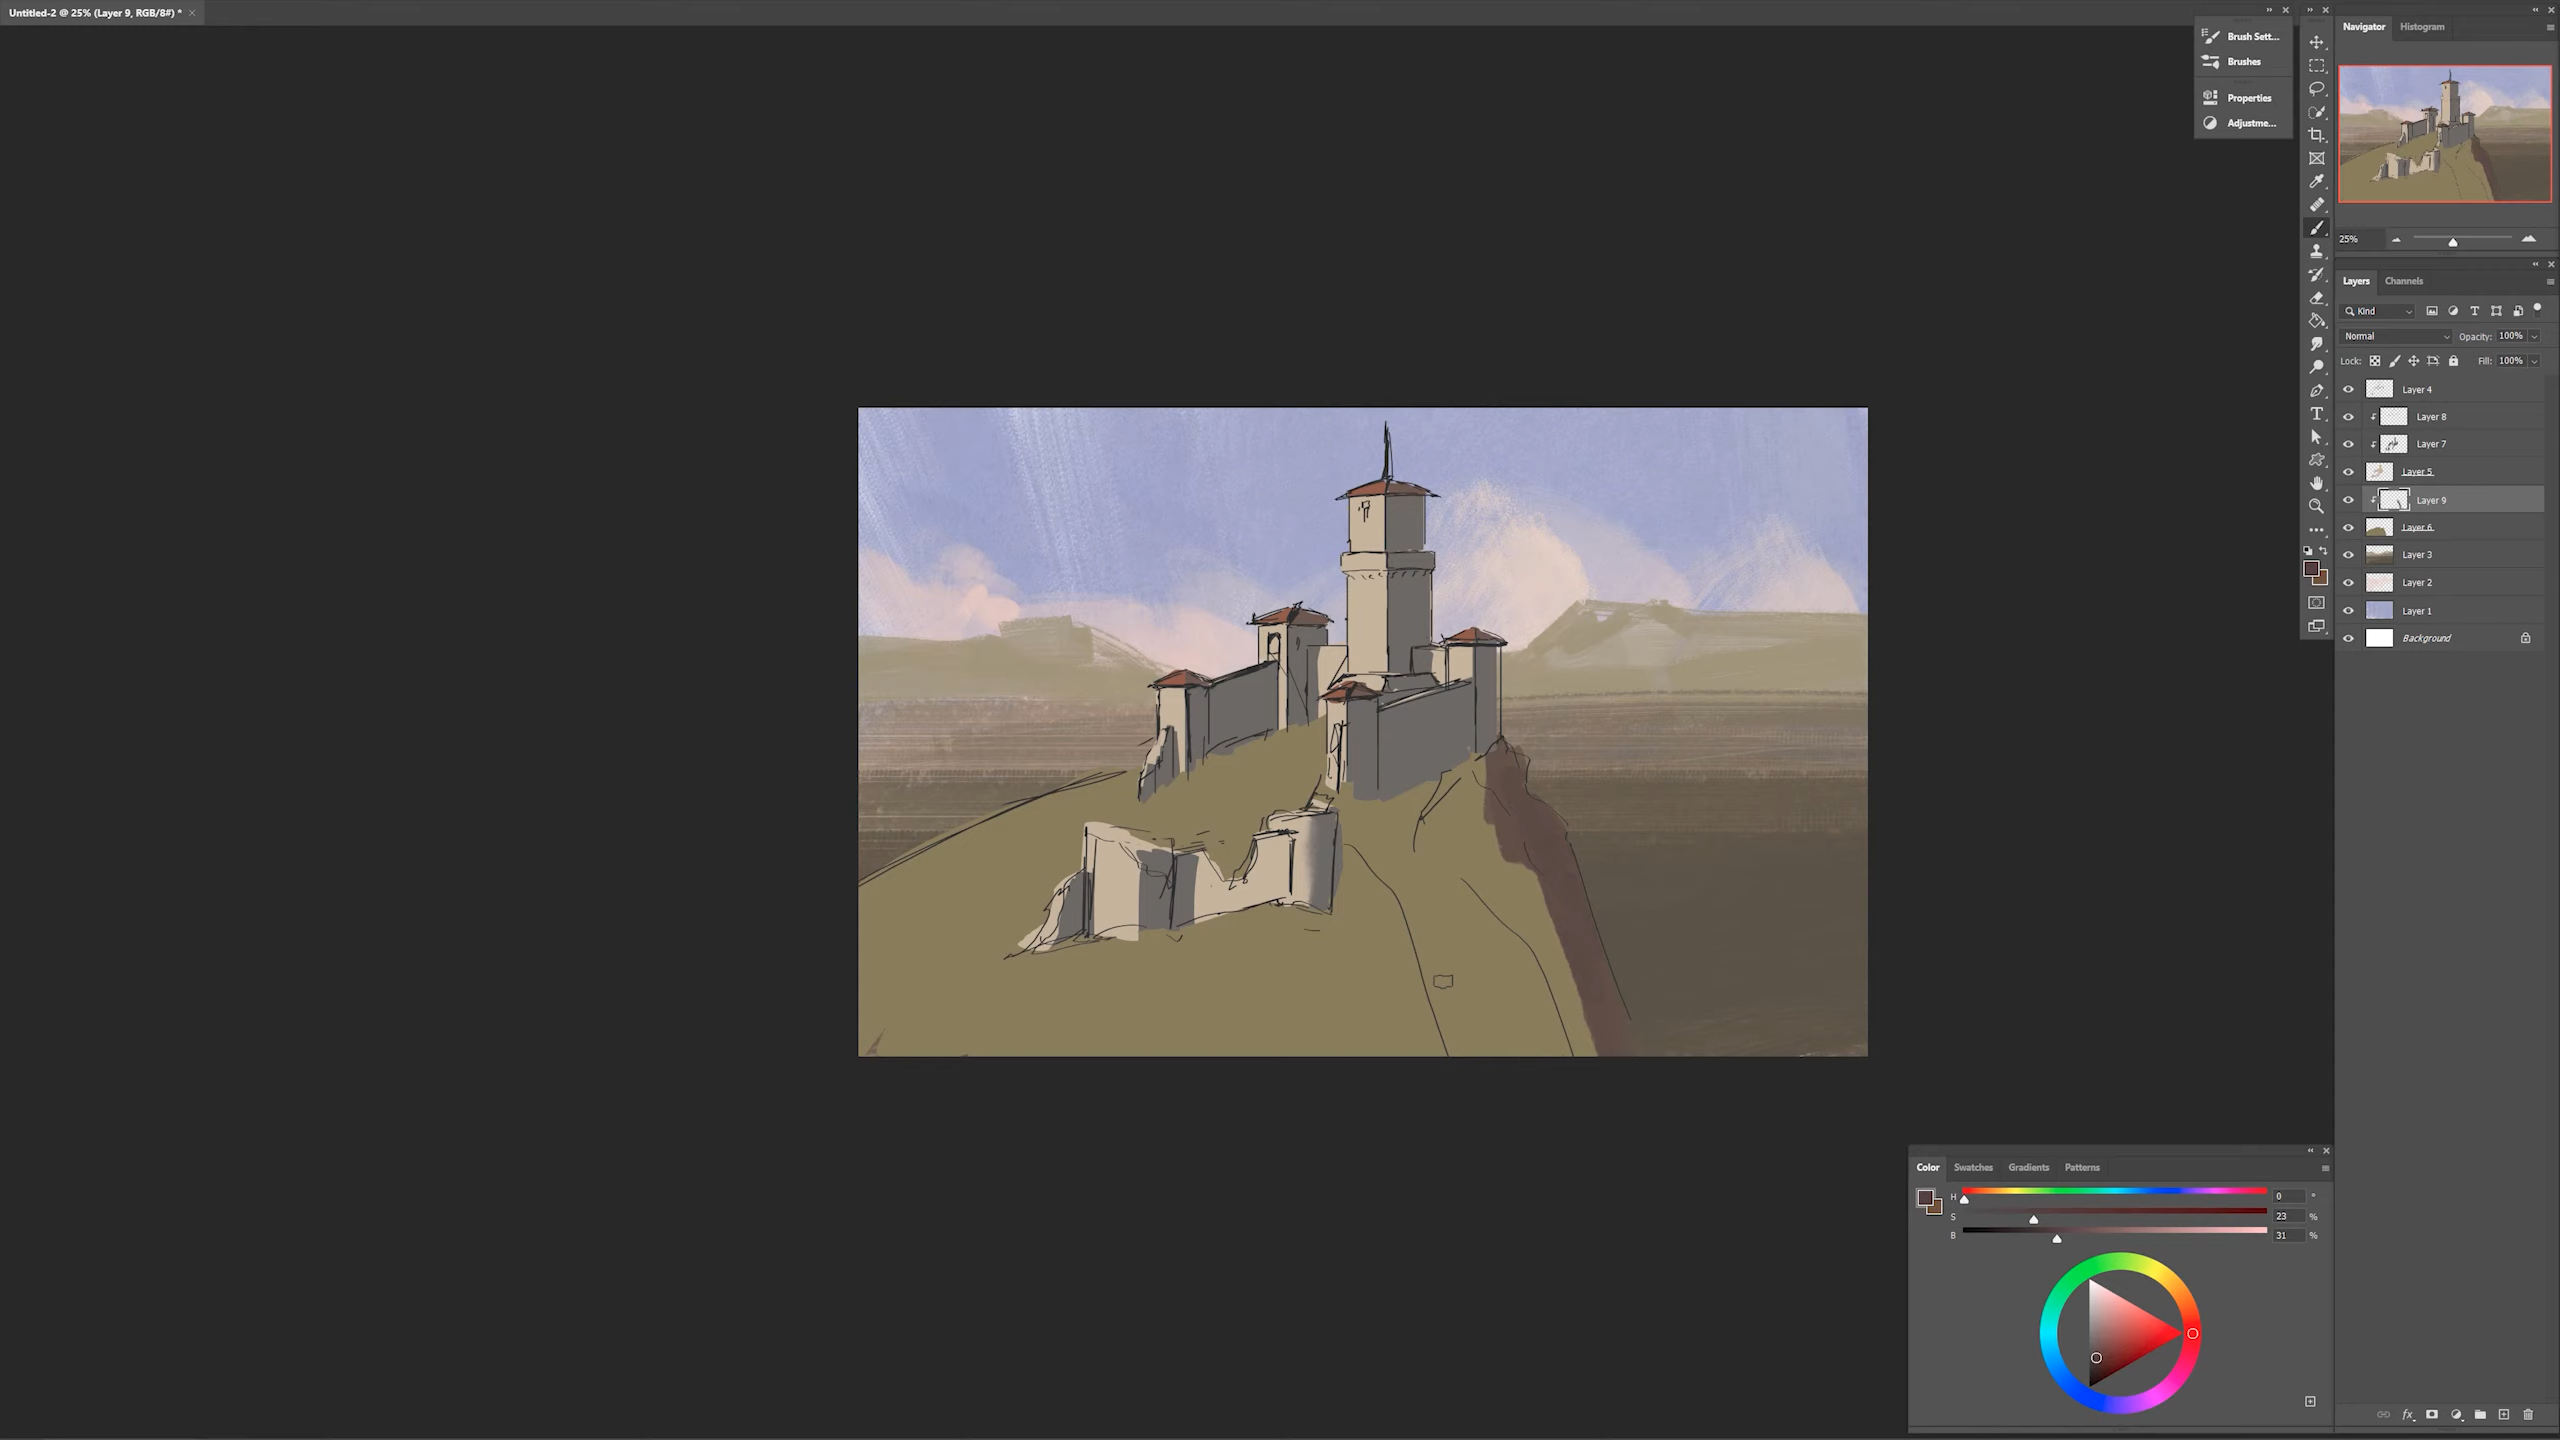 Untitled-2 @ 25% (Layer 9, RGB/8#) *
Brush Sett...
Brushes
Properties
Adjustme...
Navigator Histogram
25%
Layers Channels
Kind
Normal Opacity: 100%
Lock: Fill: 100%
Layer 4
Layer 8
Layer 7
Layer 5
Layer 9
Layer 6
Layer 3
Layer 2
Layer 1
Background
Color Swatches Gradients Patterns
H 0 °
S 23 %
B 31 %
fx